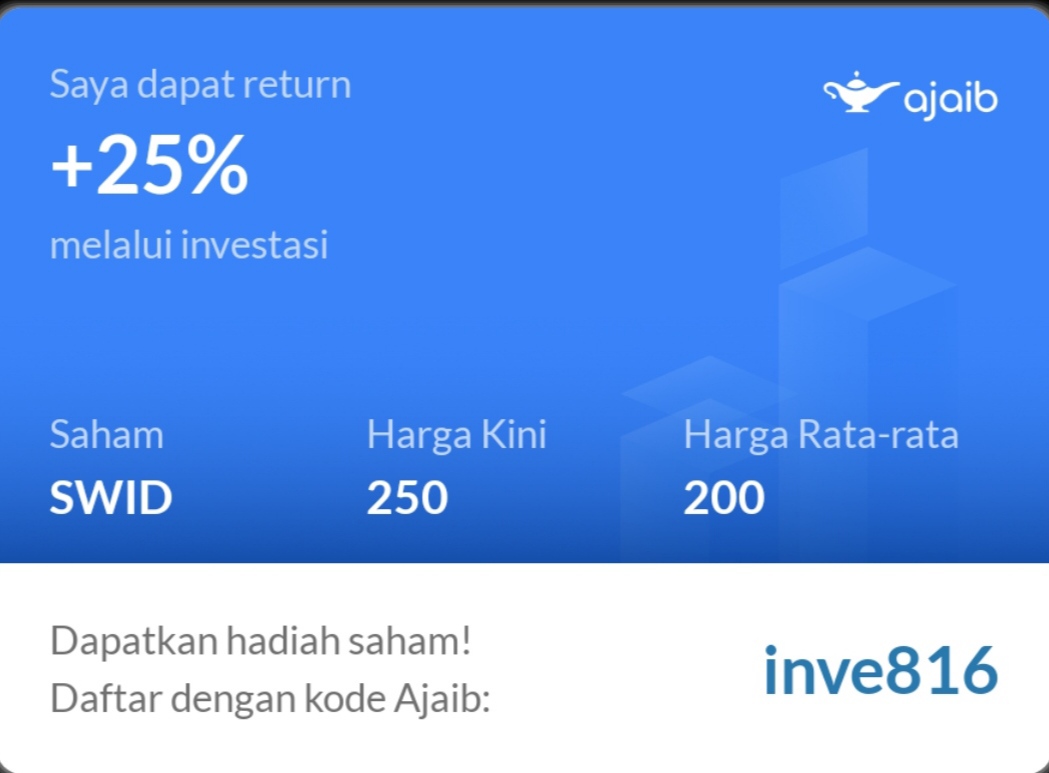 Saya dapat return
ajaib
+25%
melalui investasi
Saham
Harga Kini
Harga Rata-rata
SWID
250
200
Dapatkan hadiah saham!
Daftar dengan kode Ajaib:
inve816